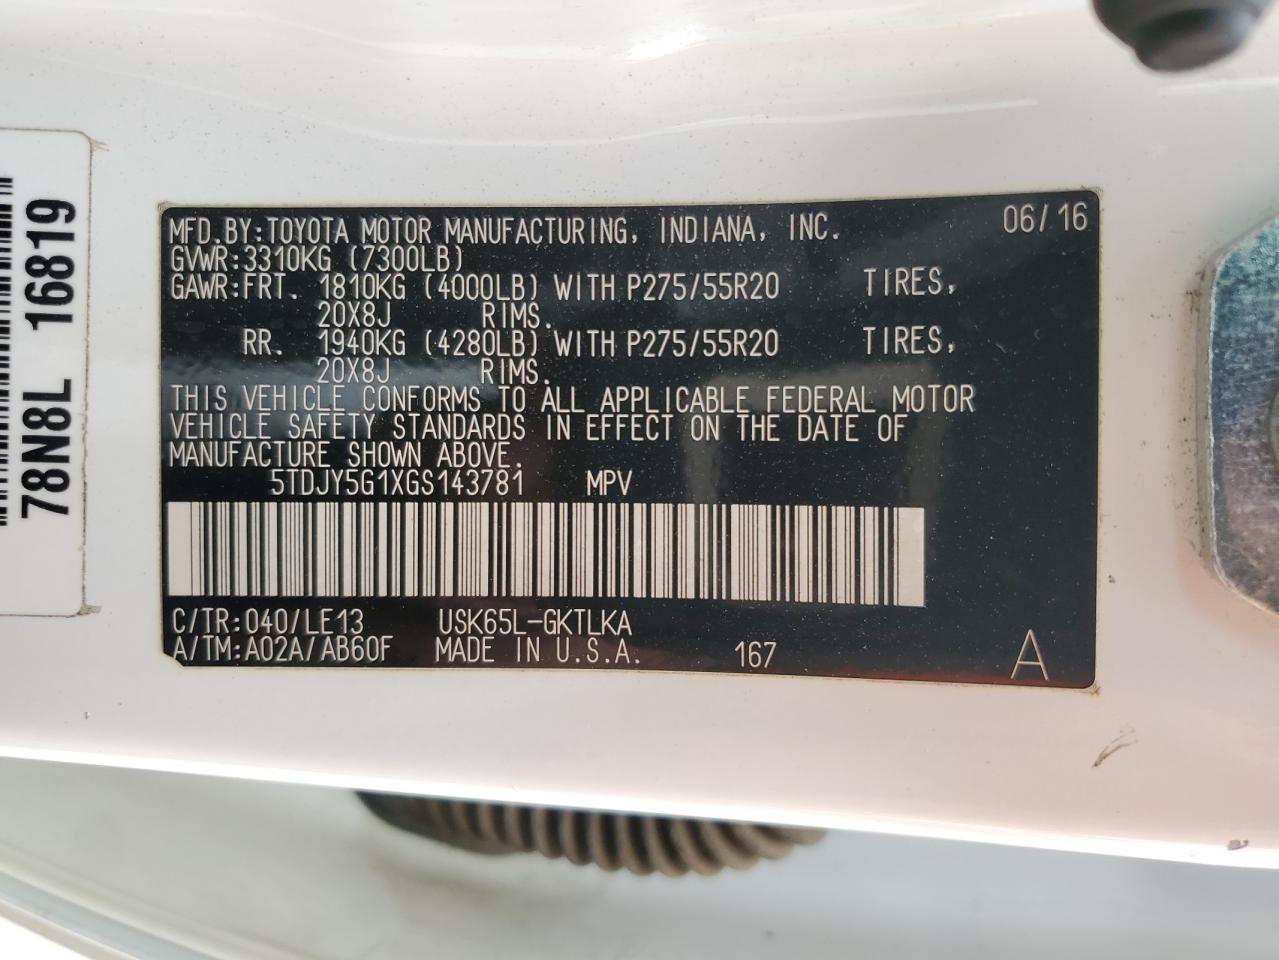 78N8L 16819
MFD.BY:TOYOTA MOTOR MANUFACTURING, INDIANA, INC. 06/16
GVWR:3310KG (7300LB)
GAWR:FRT. 1810KG (4000LB) WITH P275/55R20 TIRES,
20X8J RIMS.
RR. 1940KG (4280LB) WITH P275/55R20 TIRES,
20X8J RIMS.
THIS VEHICLE CONFORMS TO ALL APPLICABLE FEDERAL MOTOR
VEHICLE SAFETY STANDARDS IN EFFECT ON THE DATE OF
MANUFACTURE SHOWN ABOVE.
5TDJY5G1XGS143781 MPV
C/TR:040/LE13 USK65L-GKTLKA
A/TM:A02A/AB60F MADE IN U.S.A. 167 A